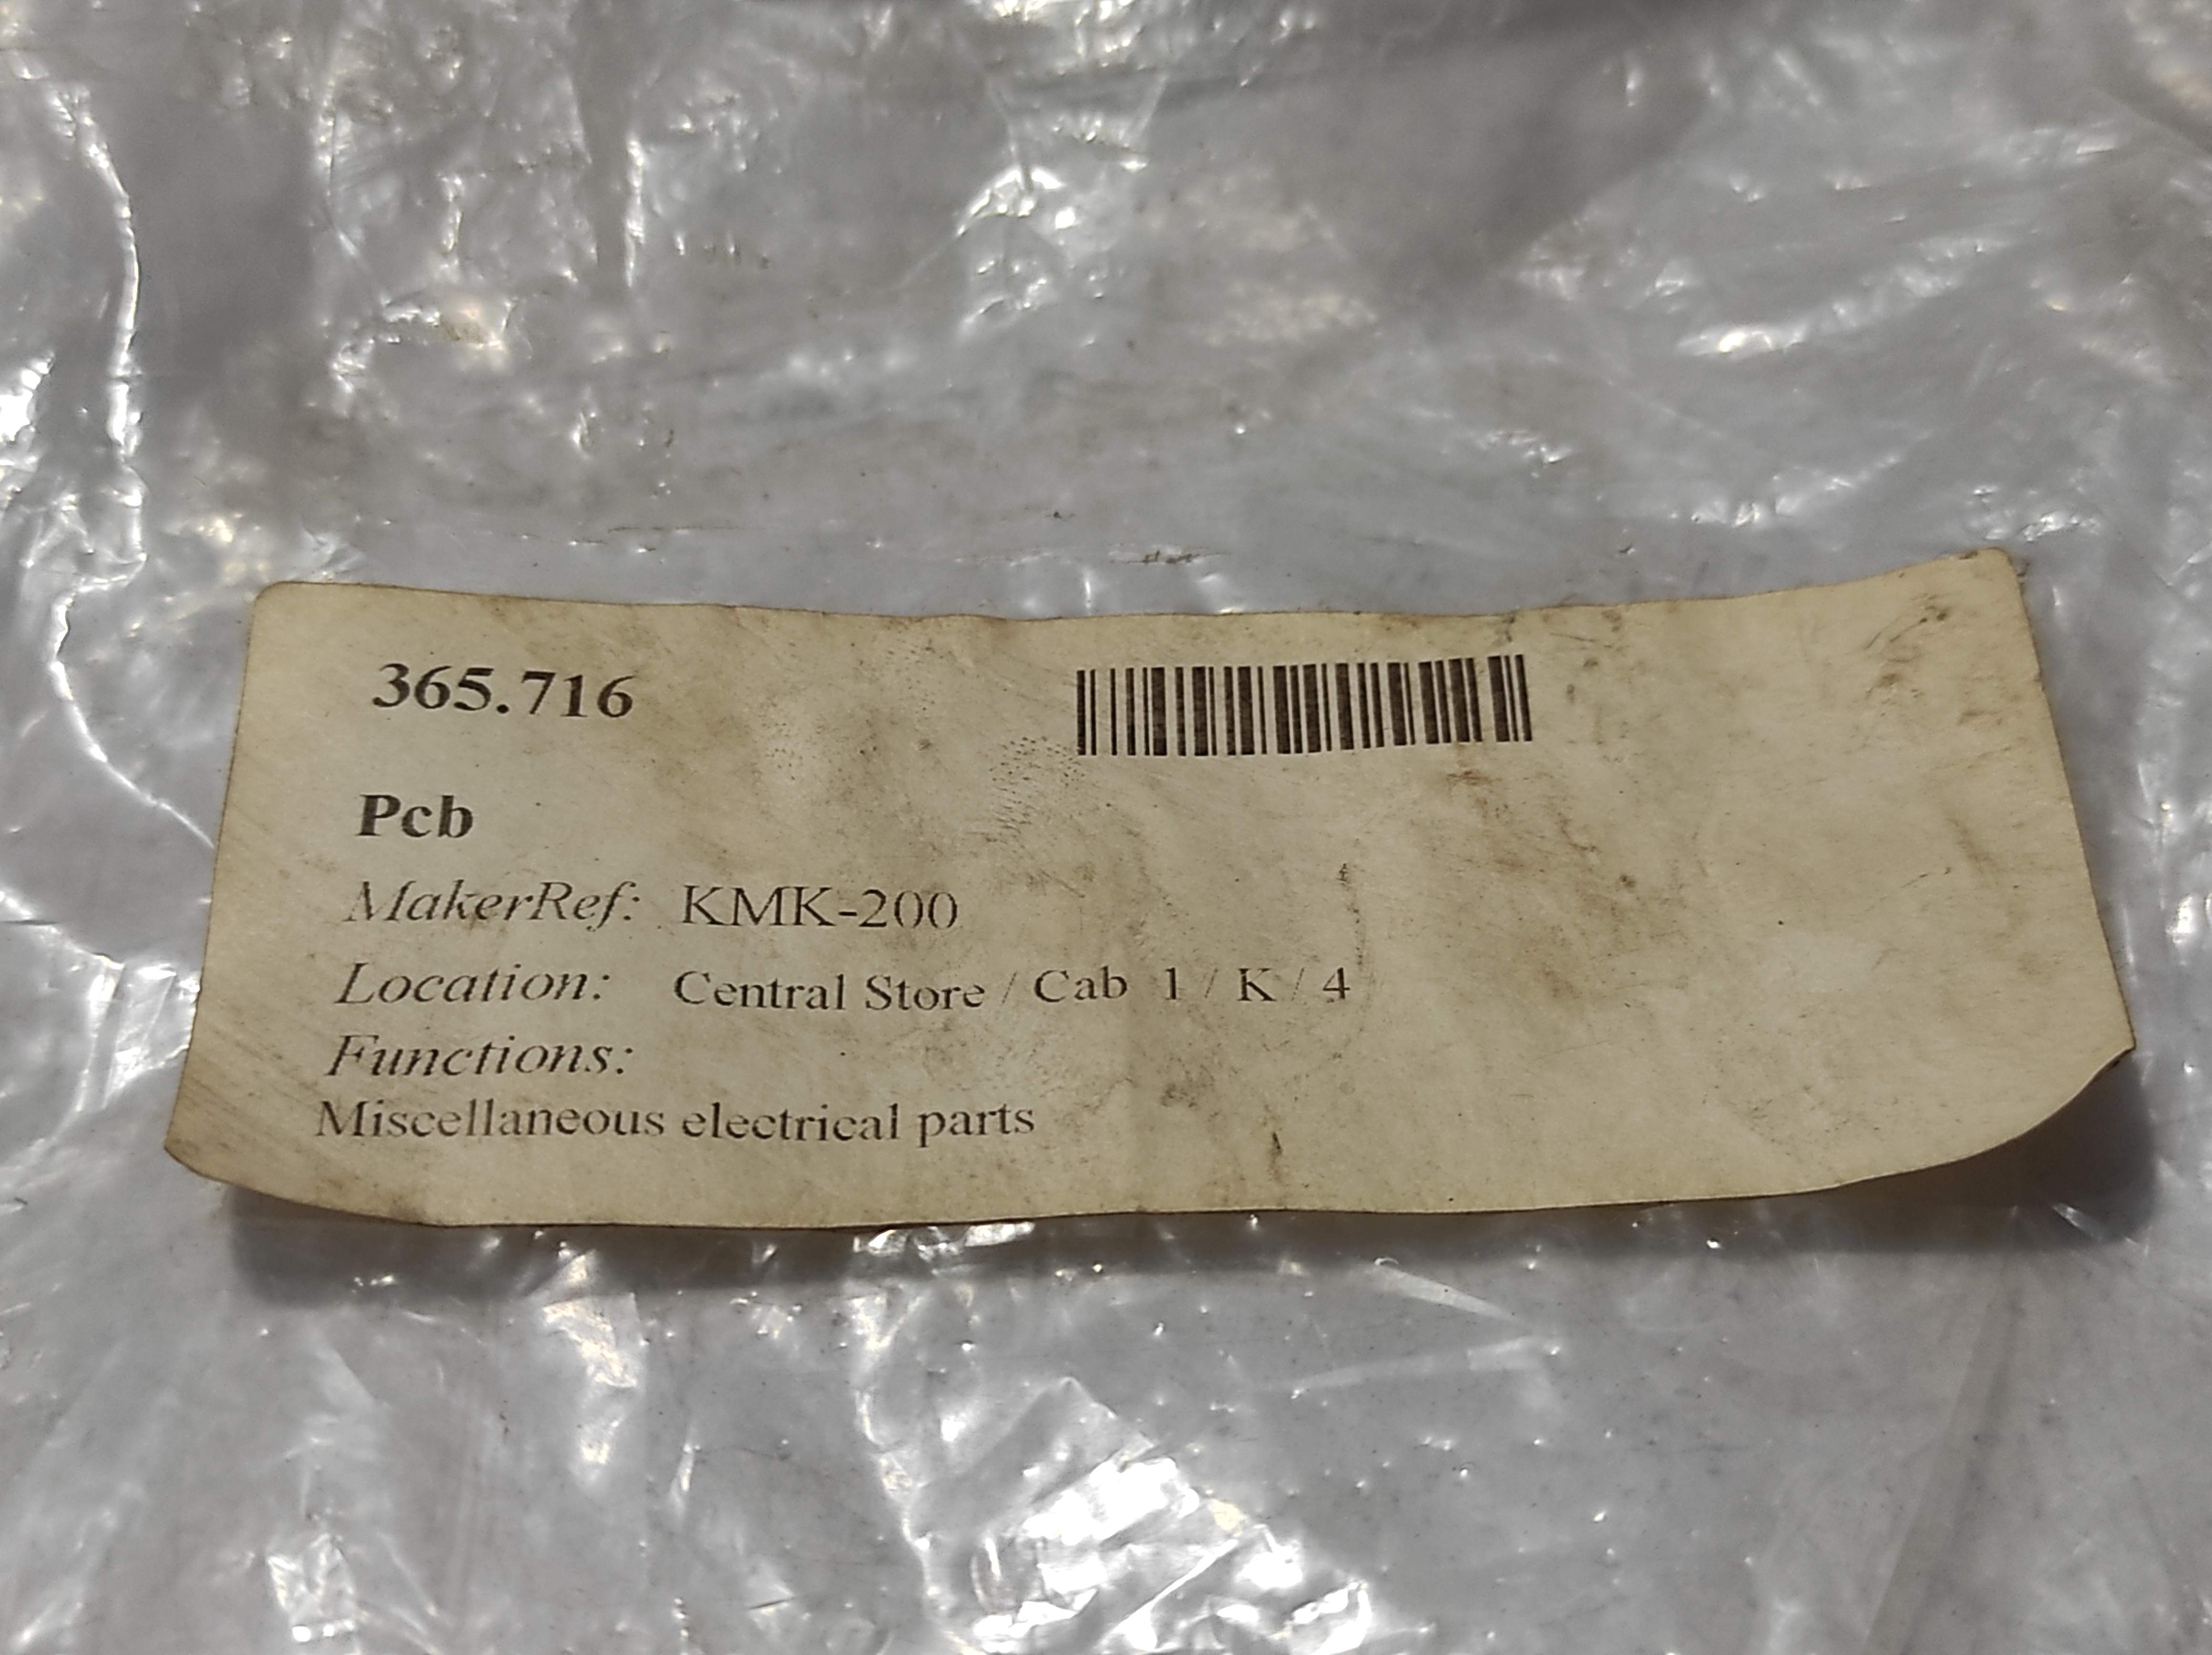 365.716
Pcb
MakerRef: KMK-200
Location: Central Store / Cab 1 / K / 4
Functions:
Miscellaneous electrical parts